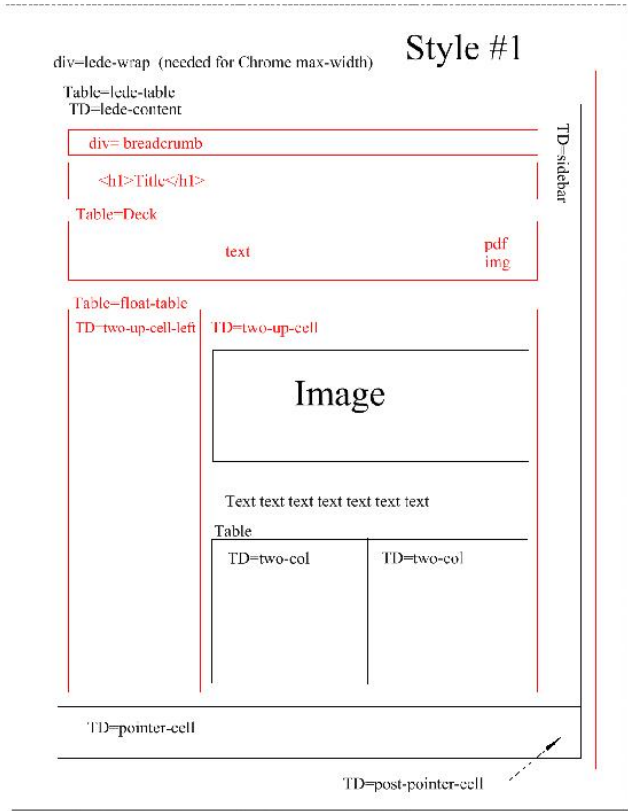 Style #1
div=lede-wrap (needed for Chrome max-width)
Table=lede-table
TD=lede-content
TD=sidebar
div= breadcrumb
<h1>Title</h1>
Table=Deck
text
pdf
img
Table=float-table
TD=two-up-cell-left
TD=two-up-cell
Image
Text text text text text text text
Table
TD=two-col
TD=two-col
TD=pointer-cell
TD=post-pointer-cell